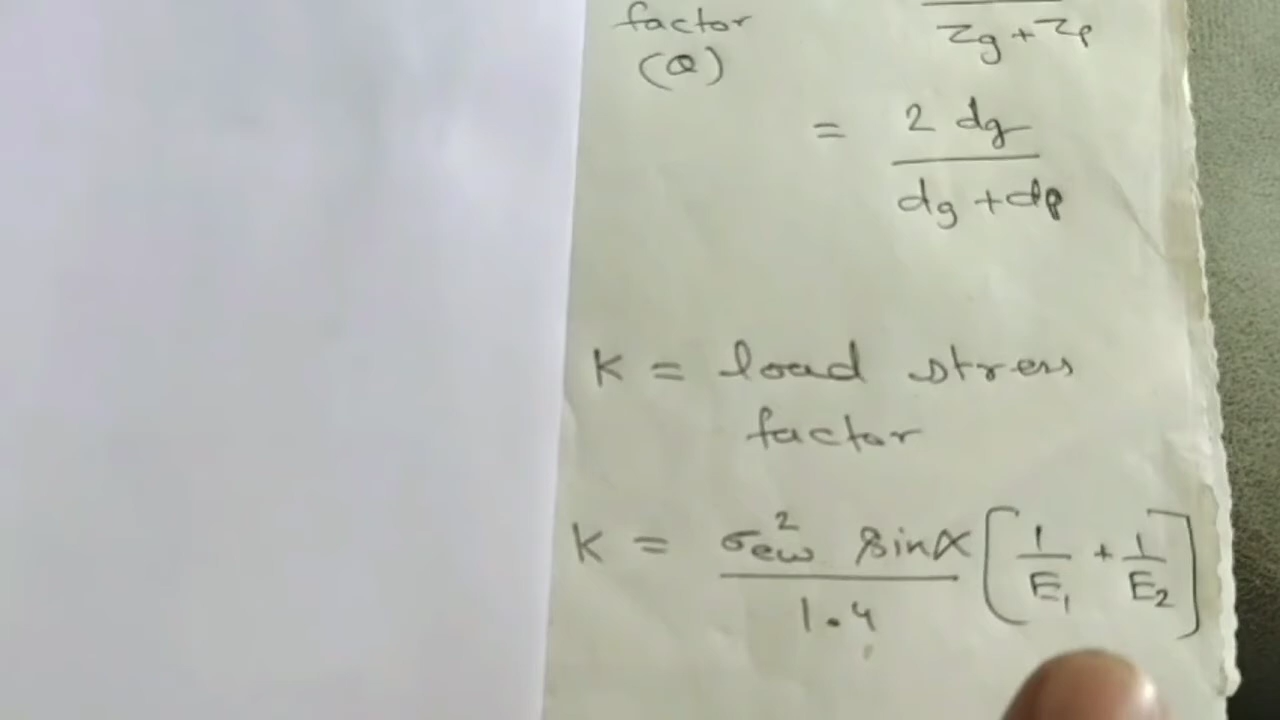 factor
(Q)
Zg + Zp
= 2 dg / dg + dp
K = load stress
factor
K = σew² sinα / 1.4 [1/E₁ + 1/E₂]